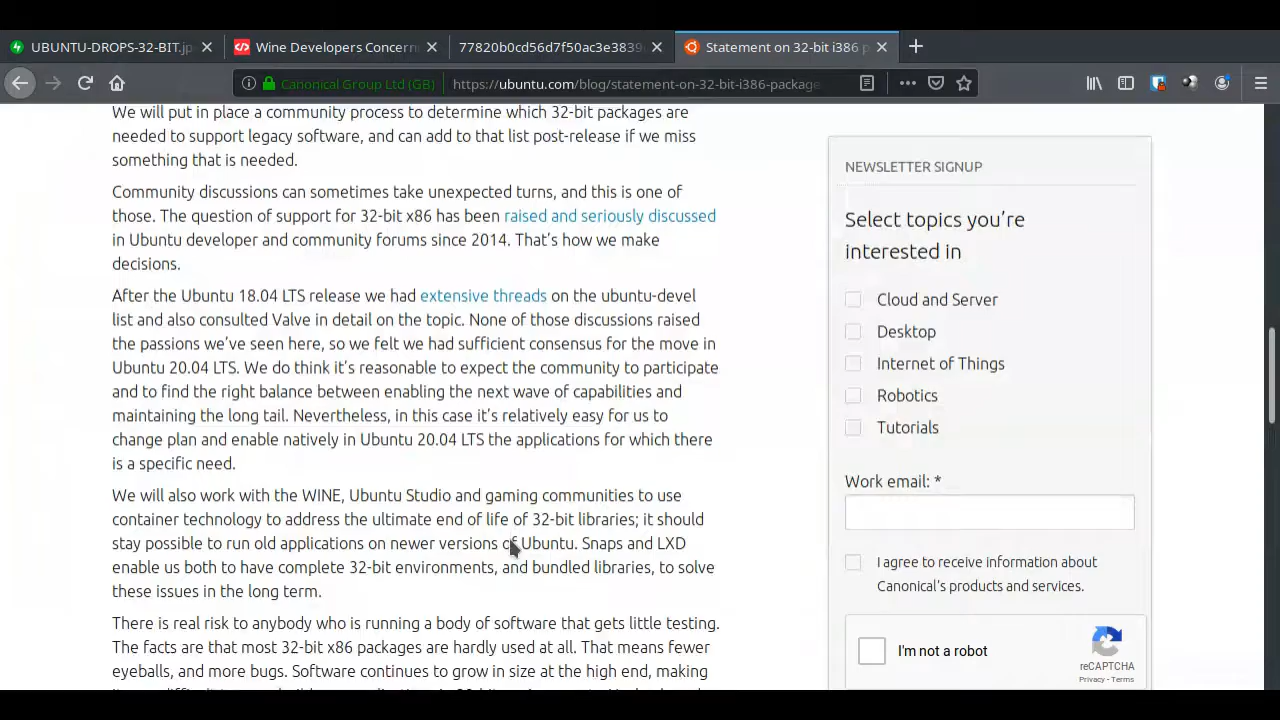 UBUNTU-DROPS-32-BIT.jp
Wine Developers Concern
77820b0cd56d7f50ac3e3839
Statement on 32-bit i386 p
Canonical Group Ltd (GB)
https://ubuntu.com/blog/statement-on-32-bit-i386-package
We will put in place a community process to determine which 32-bit packages are
needed to support legacy software, and can add to that list post-release if we miss
something that is needed.
Community discussions can sometimes take unexpected turns, and this is one of
those. The question of support for 32-bit x86 has been raised and seriously discussed
in Ubuntu developer and community forums since 2014. That's how we make
decisions.
After the Ubuntu 18.04 LTS release we had extensive threads on the ubuntu-devel
list and also consulted Valve in detail on the topic. None of those discussions raised
the passions we've seen here, so we felt we had sufficient consensus for the move in
Ubuntu 20.04 LTS. We do think it's reasonable to expect the community to participate
and to find the right balance between enabling the next wave of capabilities and
maintaining the long tail. Nevertheless, in this case it's relatively easy for us to
change plan and enable natively in Ubuntu 20.04 LTS the applications for which there
is a specific need.
We will also work with the WINE, Ubuntu Studio and gaming communities to use
container technology to address the ultimate end of life of 32-bit libraries; it should
stay possible to run old applications on newer versions of Ubuntu. Snaps and LXD
enable us both to have complete 32-bit environments, and bundled libraries, to solve
these issues in the long term.
There is real risk to anybody who is running a body of software that gets little testing.
The facts are that most 32-bit x86 packages are hardly used at all. That means fewer
eyeballs, and more bugs. Software continues to grow in size at the high end, making
NEWSLETTER SIGNUP
Select topics you're
interested in
Cloud and Server
Desktop
Internet of Things
Robotics
Tutorials
Work email: *
I agree to receive information about
Canonical's products and services.
I'm not a robot
reCAPTCHA
Privacy - Terms